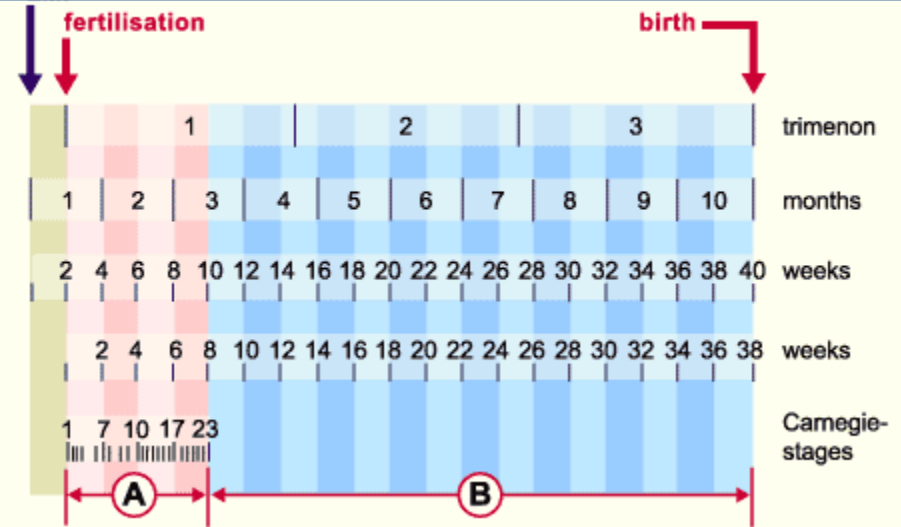 fertilisation birth
1 2 3 trimenon
1 2 3 4 5 6 7 8 9 10 months
2 4 6 8 10 12 14 16 18 20 22 24 26 28 30 32 34 36 38 40 weeks
2 4 6 8 10 12 14 16 18 20 22 24 26 28 30 32 34 36 38 weeks
1 7 10 17 23 Carnegie-
stages
A B